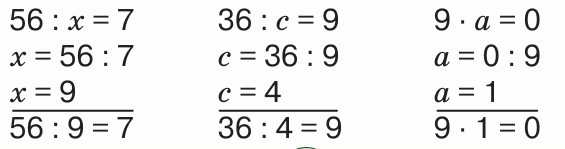 56 : x = 7
x = 56 : 7
x = 9
56 : 9 = 7
36 : c = 9
c = 36 : 9
c = 4
36 : 4 = 9
9 · a = 0
a = 0 : 9
a = 1
9 · 1 = 0